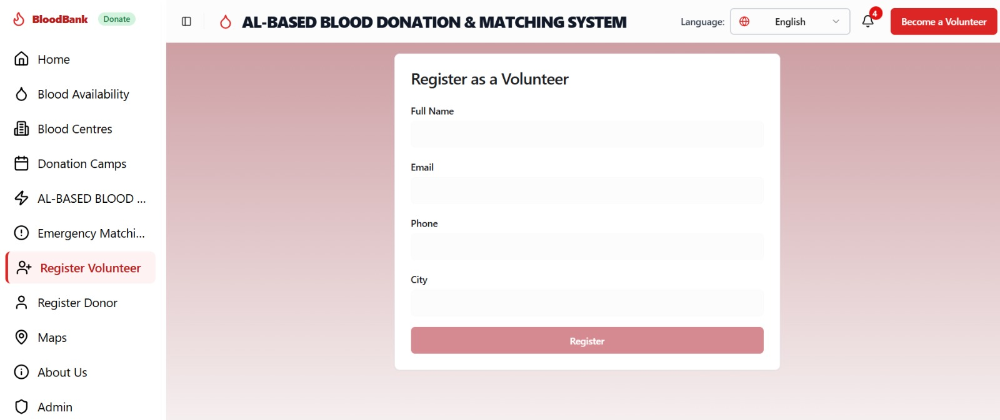 BloodBank Donate
Home
Blood Availability
Blood Centres
Donation Camps
AL-BASED BLOOD ...
Emergency Matchi...
Register Volunteer
Register Donor
Maps
About Us
Admin
AL-BASED BLOOD DONATION & MATCHING SYSTEM
Language: English
4
Become a Volunteer
Register as a Volunteer
Full Name
Email
Phone
City
Register